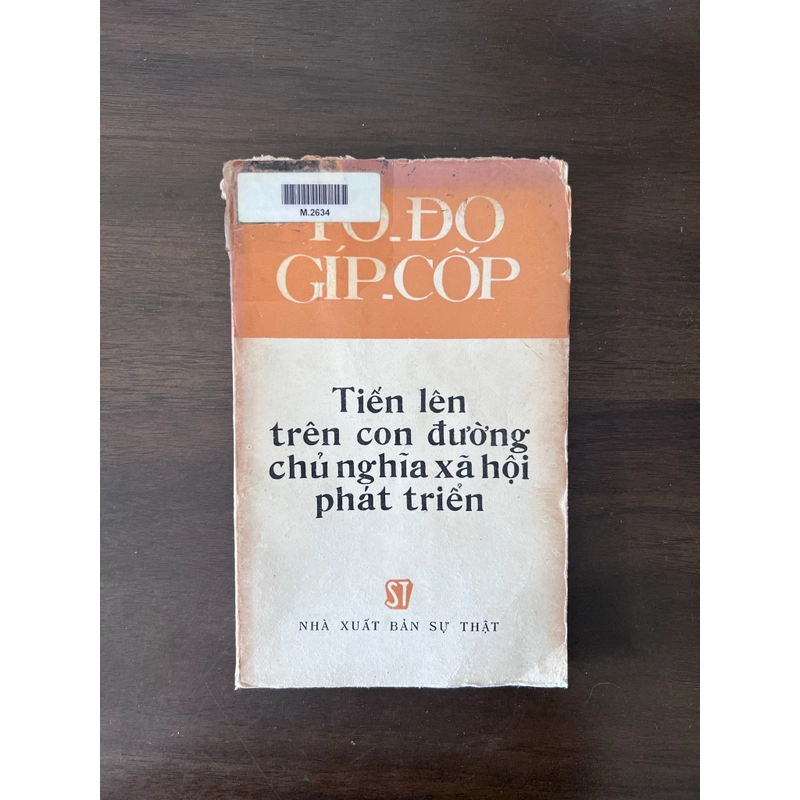 M.2634
TÔ-ĐO
GÍP-CỐP
Tiến lên
trên con đường
chủ nghĩa xã hội
phát triển
ST
NHÀ XUẤT BẢN SỰ THẬT